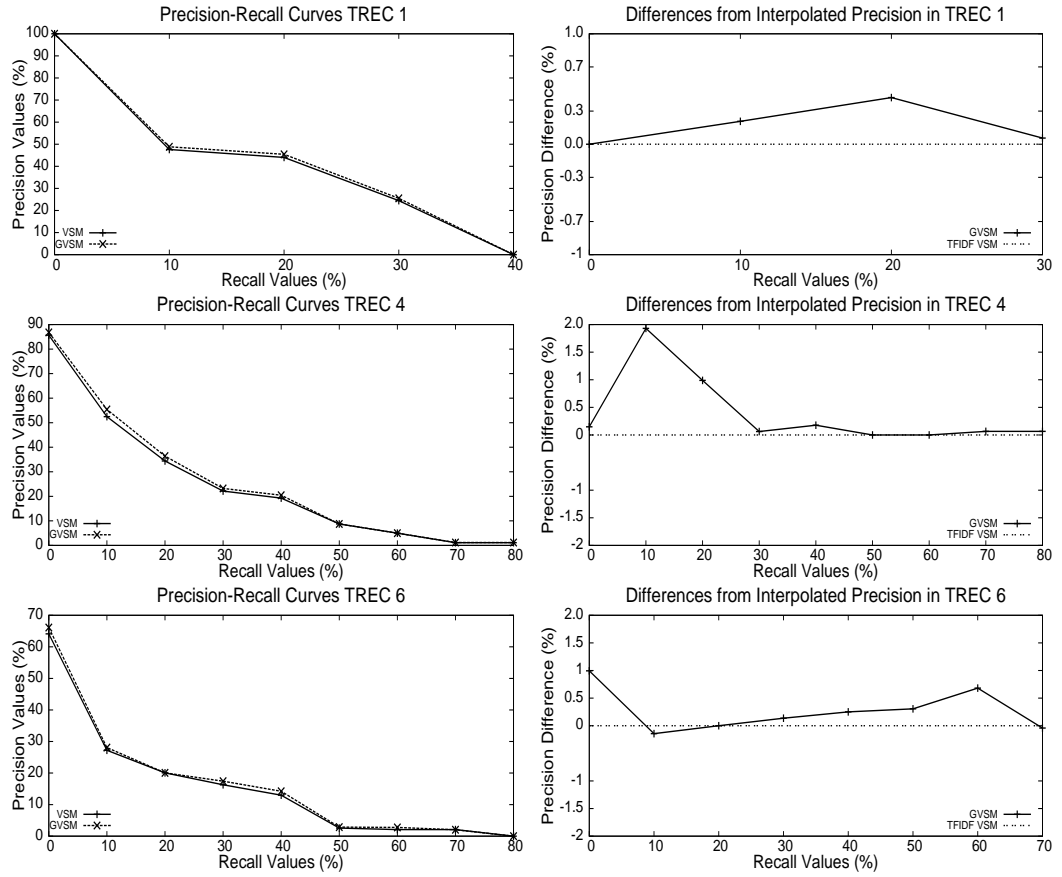 Precision-Recall Curves TREC 1
Precision Values (%)
100
90
80
70
60
50
40
30
20
10
0
VSM
GVSM
0 10 20 30 40
Recall Values (%)
Differences from Interpolated Precision in TREC 1
Precision Difference (%)
1.0
0.7
0.3
0.0
-0.3
-0.7
-1
GVSM
TFIDF VSM
0 10 20 30
Recall Values (%)
Precision-Recall Curves TREC 4
Precision Values (%)
90
80
70
60
50
40
30
20
10
0
VSM
GVSM
0 10 20 30 40 50 60 70 80
Recall Values (%)
Differences from Interpolated Precision in TREC 4
Precision Difference (%)
2.0
1.5
1
0.5
0
-1
-1.5
-2
GVSM
TFIDF VSM
0 10 20 30 40 50 60 70 80
Recall Values (%)
Precision-Recall Curves TREC 6
Precision Values (%)
70
60
50
40
30
20
10
0
VSM
GVSM
0 10 20 30 40 50 60 70 80
Recall Values (%)
Differences from Interpolated Precision in TREC 6
Precision Difference (%)
2.0
1.5
1
0.5
0
-1
-1.5
-2
GVSM
TFIDF VSM
0 10 20 30 40 50 60 70
Recall Values (%)